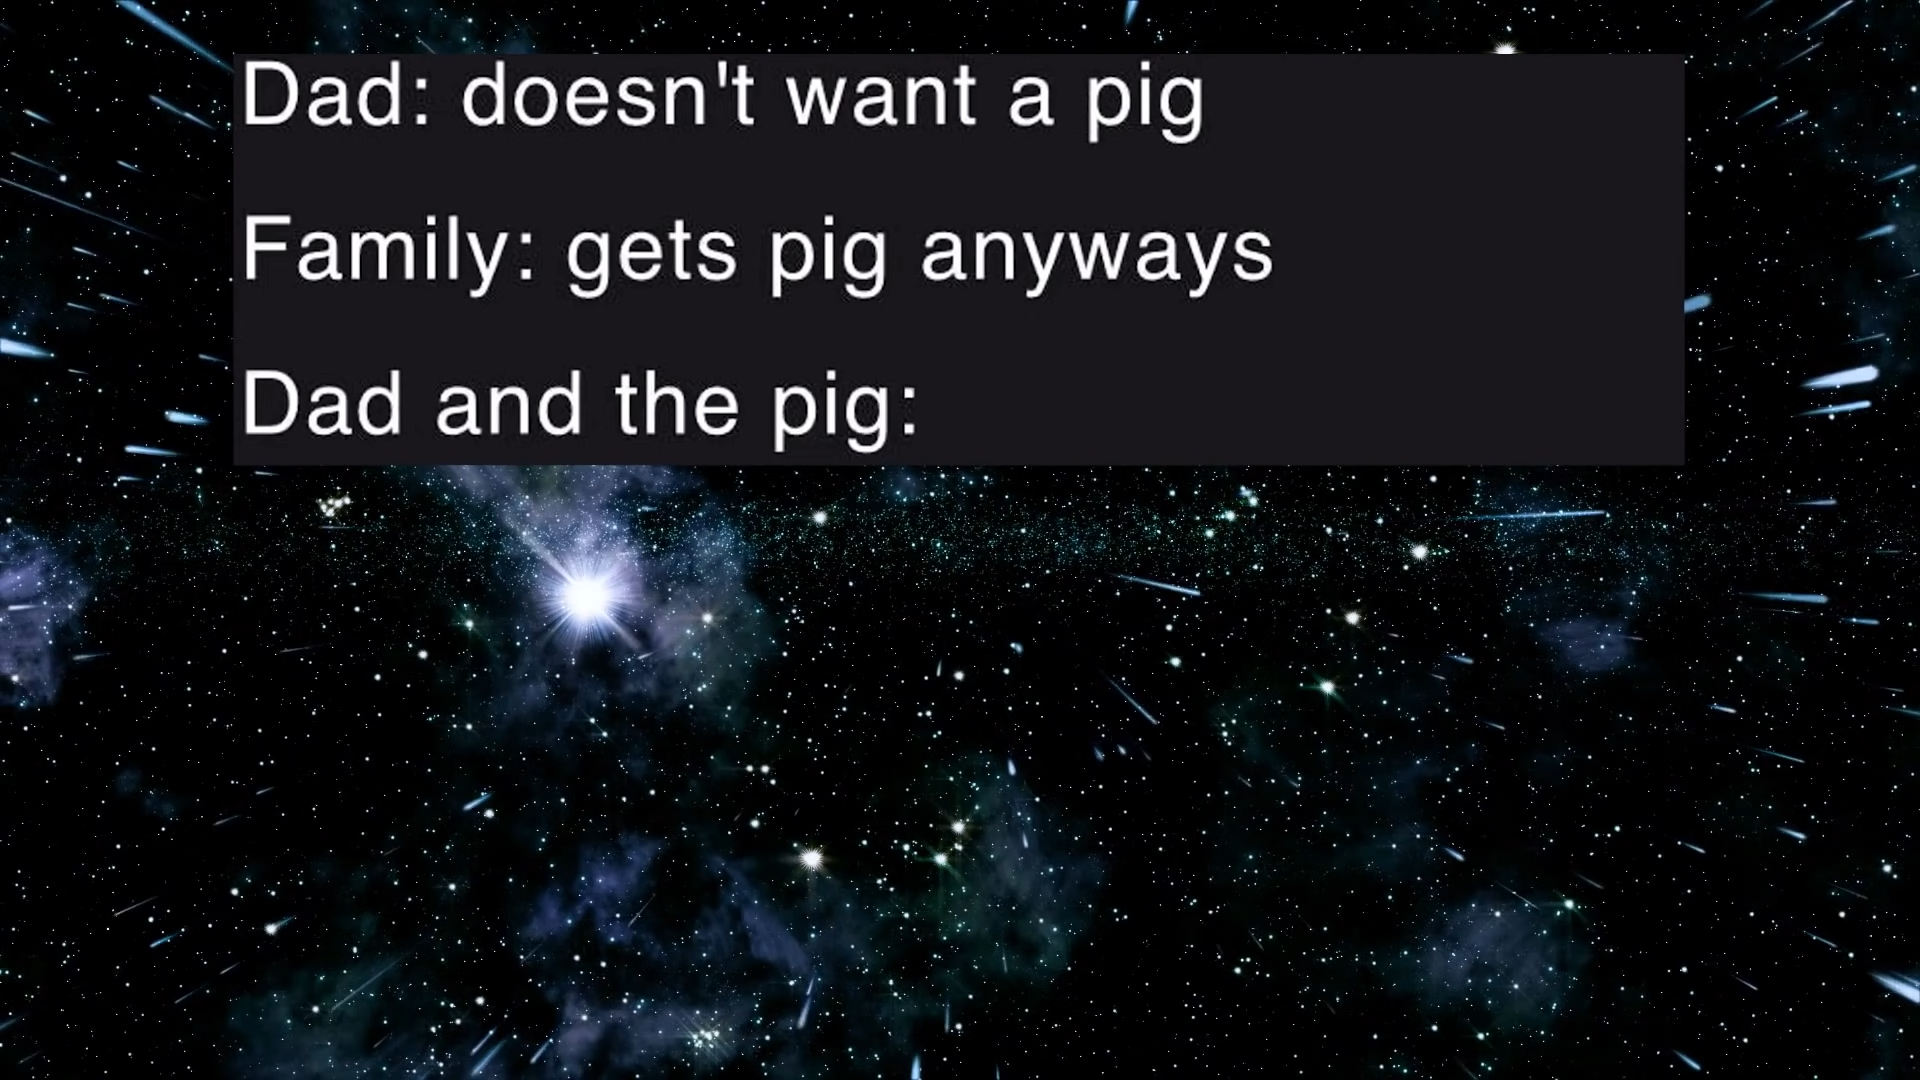 Dad: doesn't want a pig
Family: gets pig anyways
Dad and the pig: